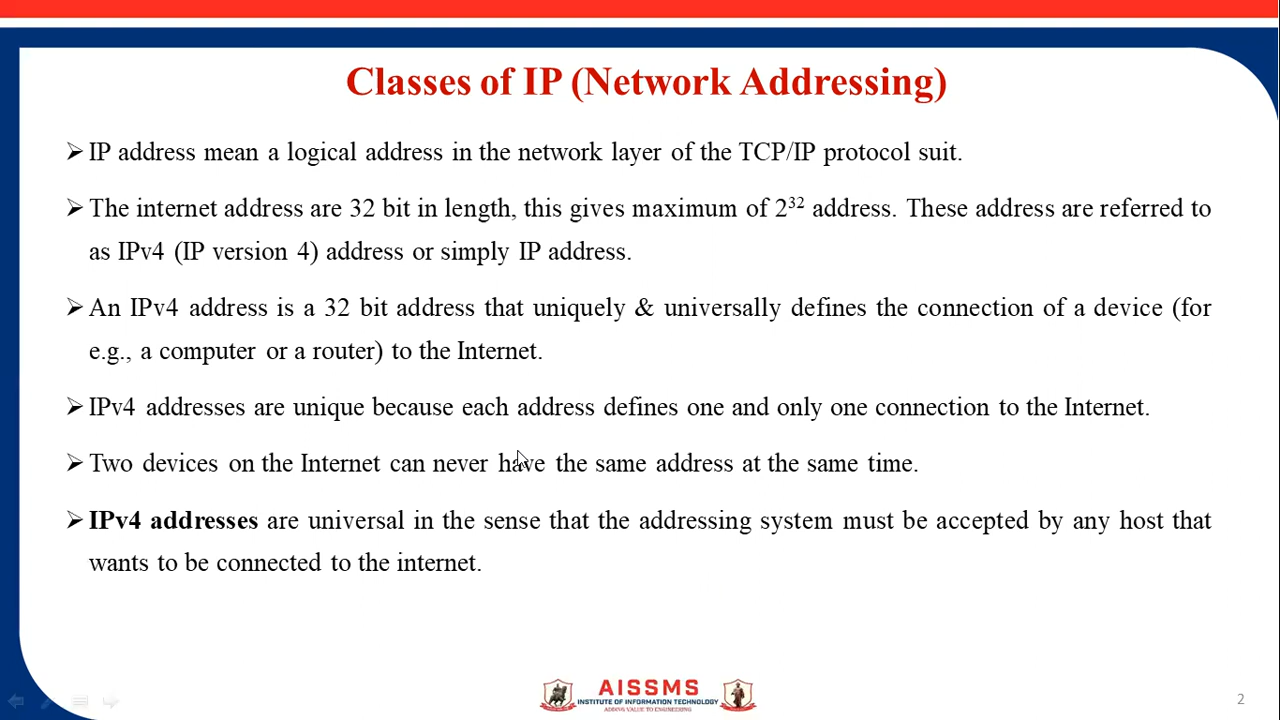 Classes of IP (Network Addressing)
➢ IP address mean a logical address in the network layer of the TCP/IP protocol suit.
➢ The internet address are 32 bit in length, this gives maximum of 2³² address. These address are referred to
as IPv4 (IP version 4) address or simply IP address.
➢ An IPv4 address is a 32 bit address that uniquely & universally defines the connection of a device (for
e.g., a computer or a router) to the Internet.
➢ IPv4 addresses are unique because each address defines one and only one connection to the Internet.
➢ Two devices on the Internet can never have the same address at the same time.
➢ IPv4 addresses are universal in the sense that the addressing system must be accepted by any host that
wants to be connected to the internet.
AISSMS
INSTITUTE OF INFORMATION TECHNOLOGY
ADDING VALUE TO ENGINEERING
2